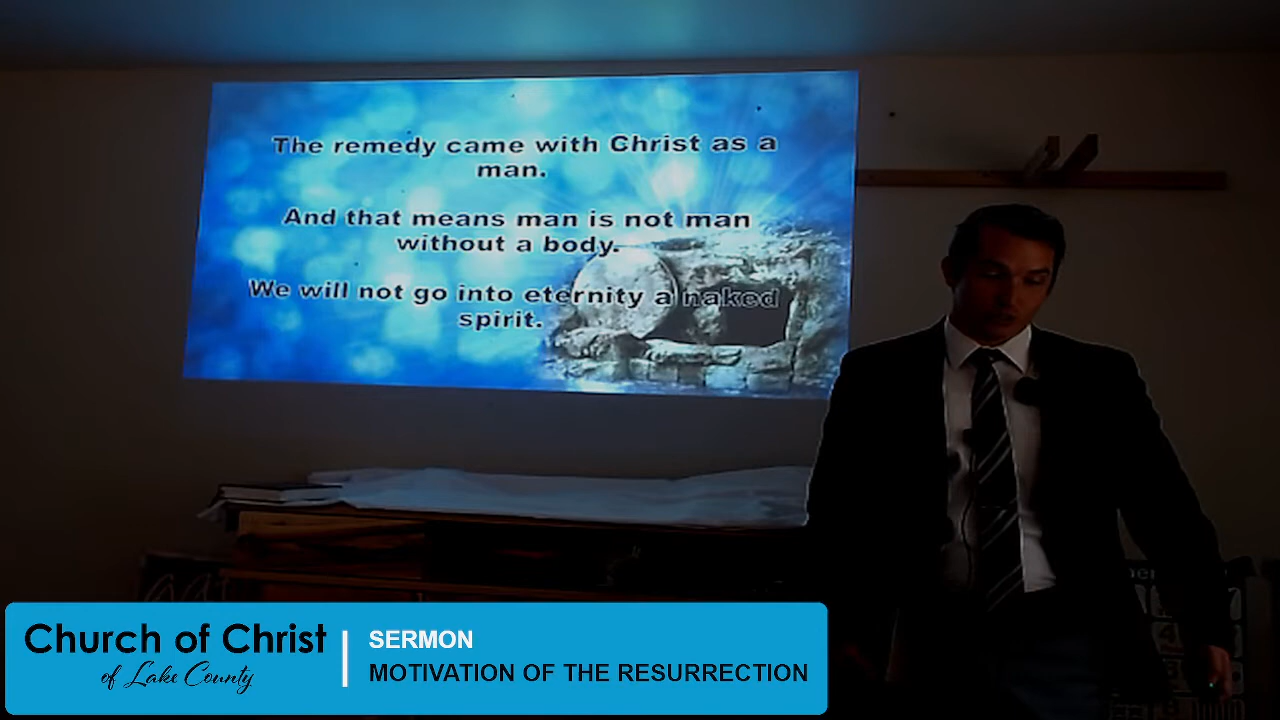 The remedy came with Christ as a
man.
And that means man is not man
without a body.
We will not go into eternity a naked
spirit.
Church of Christ
of Lake County
SERMON
MOTIVATION OF THE RESURRECTION